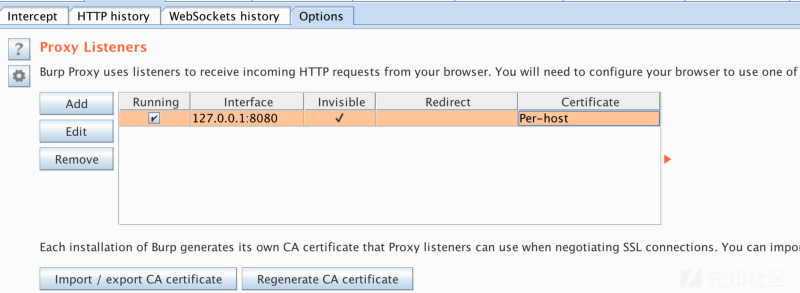 Intercept HTTP history WebSockets history Options
? Proxy Listeners
Burp Proxy uses listeners to receive incoming HTTP requests from your browser. You will need to configure your browser to use one of
Add Running Interface Invisible Redirect Certificate
127.0.0.1:8080 ✓ Per-host
Edit
Remove
Each installation of Burp generates its own CA certificate that Proxy listeners can use when negotiating SSL connections. You can impor
Import / export CA certificate Regenerate CA certificate
先知社区